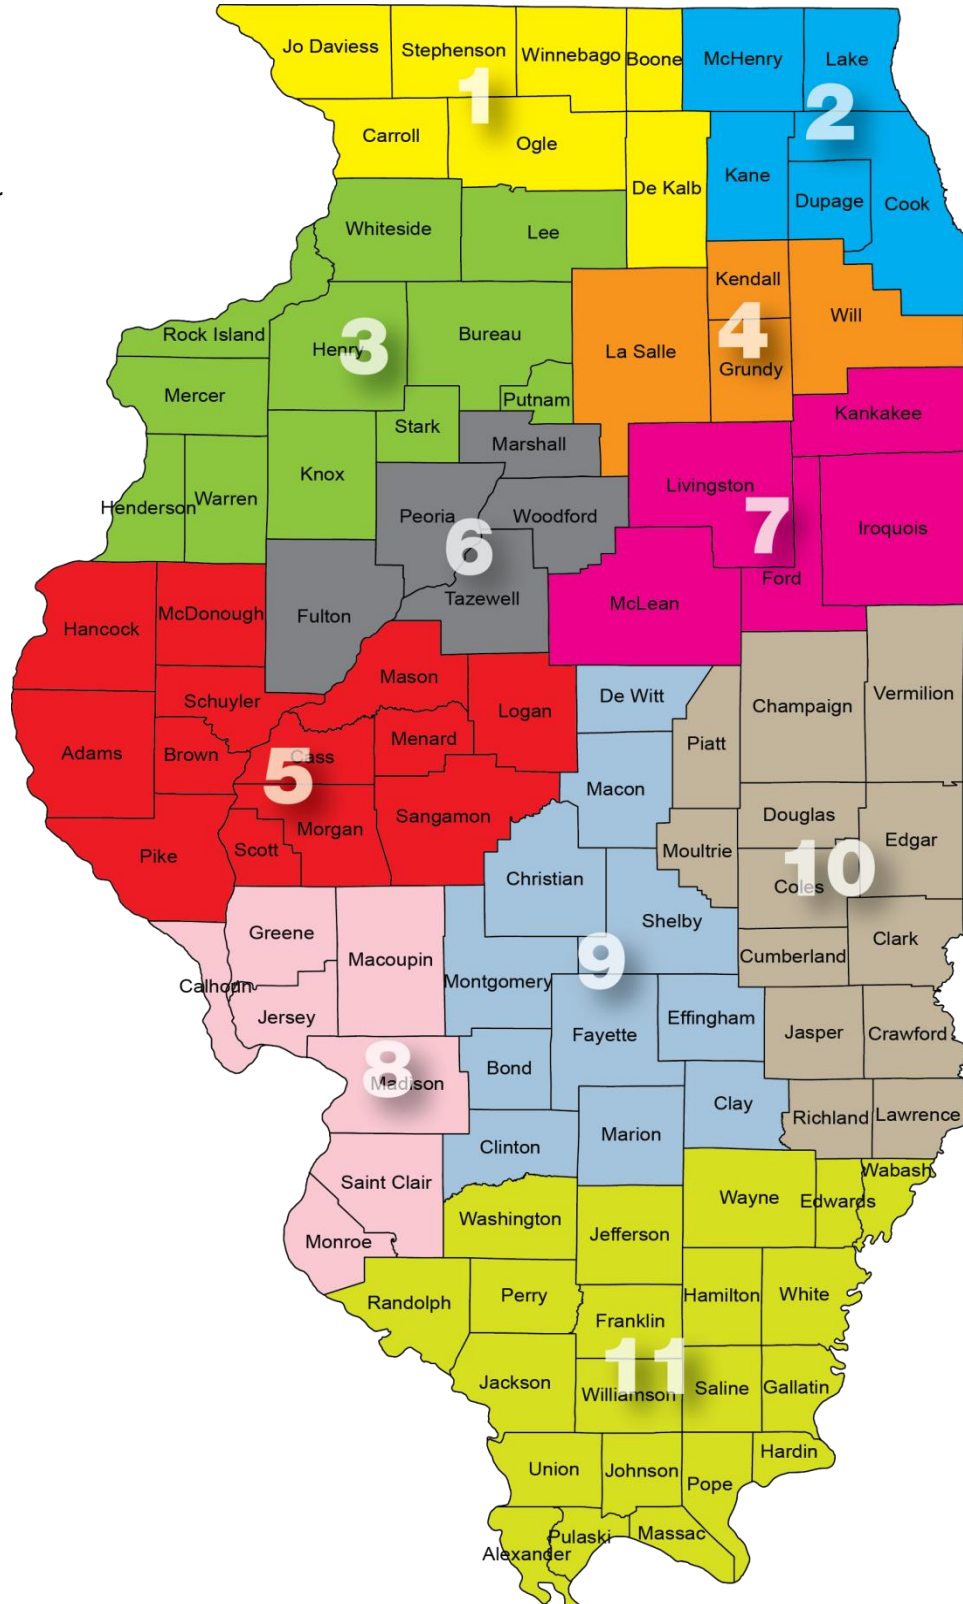 Jo Daviess
Stephenson
Winnebago
Boone
McHenry
Lake
1
2
Carroll
Ogle
De Kalb
Kane
Dupage
Cook
Whiteside
Lee
Kendall
Will
Rock Island
Henry
3
Bureau
La Salle
4
Grundy
Mercer
Putnam
Kankakee
Stark
Marshall
Knox
Henderson
Warren
Peoria
Woodford
Livingston
7
Iroquois
6
Ford
Tazewell
McLean
Fulton
Hancock
McDonough
Mason
Schuyler
Logan
De Witt
Champaign
Vermilion
Adams
Brown
Cass
5
Menard
Piatt
Macon
Douglas
Edgar
Pike
Scott
Morgan
Sangamon
Moultrie
10
Coles
Christian
Shelby
Greene
Macoupin
Clark
Cumberland
9
Calhoun
Montgomery
Jersey
Fayette
Effingham
Jasper
Crawford
8
Madison
Bond
Clay
Richland
Lawrence
Clinton
Marion
Saint Clair
Wabash
Wayne
Edwards
Washington
Jefferson
Monroe
Randolph
Perry
Hamilton
White
Franklin
11
Jackson
Williamson
Saline
Gallatin
Hardin
Union
Johnson
Pope
Pulaski
Massac
Alexander